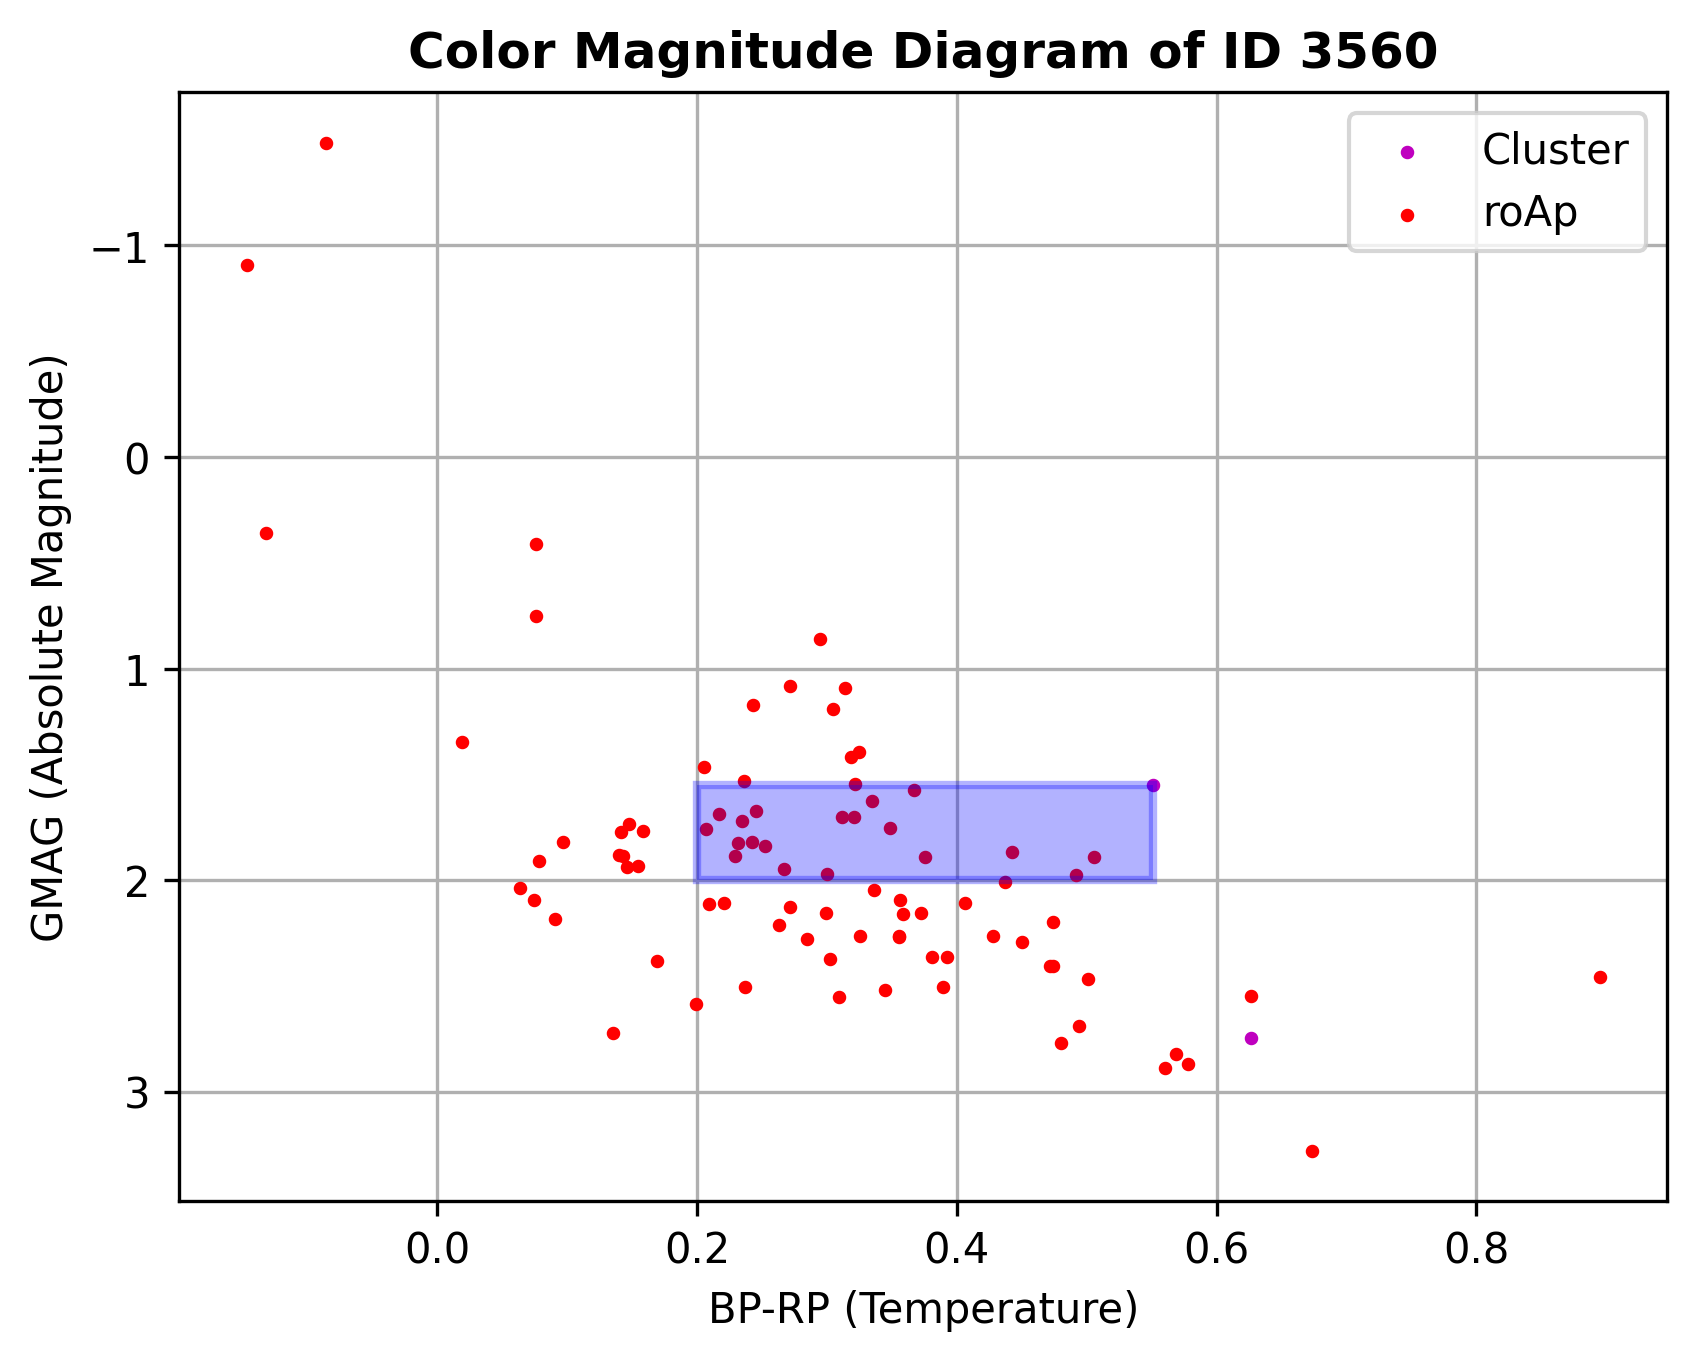 Color Magnitude Diagram of ID 3560
Cluster
roAp
GMAG (Absolute Magnitude)
−1
0
1
2
3
0.0 0.2 0.4 0.6 0.8
BP-RP (Temperature)